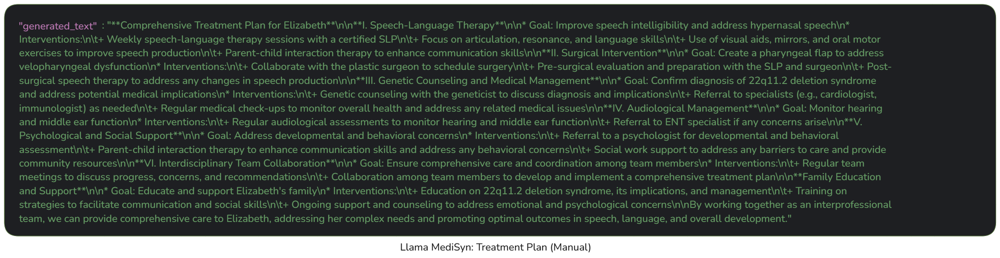 "generated_text" : "**Comprehensive Treatment Plan for Elizabeth**\n\n**I. Speech-Language Therapy**\n\n* Goal: Improve speech intelligibility and address hypernasal speech\n*
Interventions:\n\t+ Weekly speech-language therapy sessions with a certified SLP\n\t+ Focus on articulation, resonance, and language skills\n\t+ Use of visual aids, mirrors, and oral motor
exercises to improve speech production\n\t+ Parent-child interaction therapy to enhance communication skills\n\n**II. Surgical Intervention**\n\n* Goal: Create a pharyngeal flap to address
velopharyngeal dysfunction\n* Interventions:\n\t+ Collaborate with the plastic surgeon to schedule surgery\n\t+ Pre-surgical evaluation and preparation with the SLP and surgeon\n\t+ Post-
surgical speech therapy to address any changes in speech production\n\n**III. Genetic Counseling and Medical Management**\n\n* Goal: Confirm diagnosis of 22q11.2 deletion syndrome
and address potential medical implications\n* Interventions:\n\t+ Genetic counseling with the geneticist to discuss diagnosis and implications\n\t+ Referral to specialists (e.g., cardiologist,
immunologist) as needed\n\t+ Regular medical check-ups to monitor overall health and address any related medical issues\n\n**IV. Audiological Management**\n\n* Goal: Monitor hearing
and middle ear function\n* Interventions:\n\t+ Regular audiological assessments to monitor hearing and middle ear function\n\t+ Referral to ENT specialist if any concerns arise\n\n**V.
Psychological and Social Support**\n\n* Goal: Address developmental and behavioral concerns\n* Interventions:\n\t+ Referral to a psychologist for developmental and behavioral
assessment\n\t+ Parent-child interaction therapy to enhance communication skills and address any behavioral concerns\n\t+ Social work support to address any barriers to care and provide
community resources\n\n**VI. Interdisciplinary Team Collaboration**\n\n* Goal: Ensure comprehensive care and coordination among team members\n* Interventions:\n\t+ Regular team
meetings to discuss progress, concerns, and recommendations\n\t+ Collaboration among team members to develop and implement a comprehensive treatment plan\n\n**Family Education
and Support**\n\n* Goal: Educate and support Elizabeth's family\n* Interventions:\n\t+ Education on 22q11.2 deletion syndrome, its implications, and management\n\t+ Training on
strategies to facilitate communication and social skills\n\t+ Ongoing support and counseling to address emotional and psychological concerns\n\nBy working together as an interprofessional
team, we can provide comprehensive care to Elizabeth, addressing her complex needs and promoting optimal outcomes in speech, language, and overall development."
Llama MediSyn: Treatment Plan (Manual)